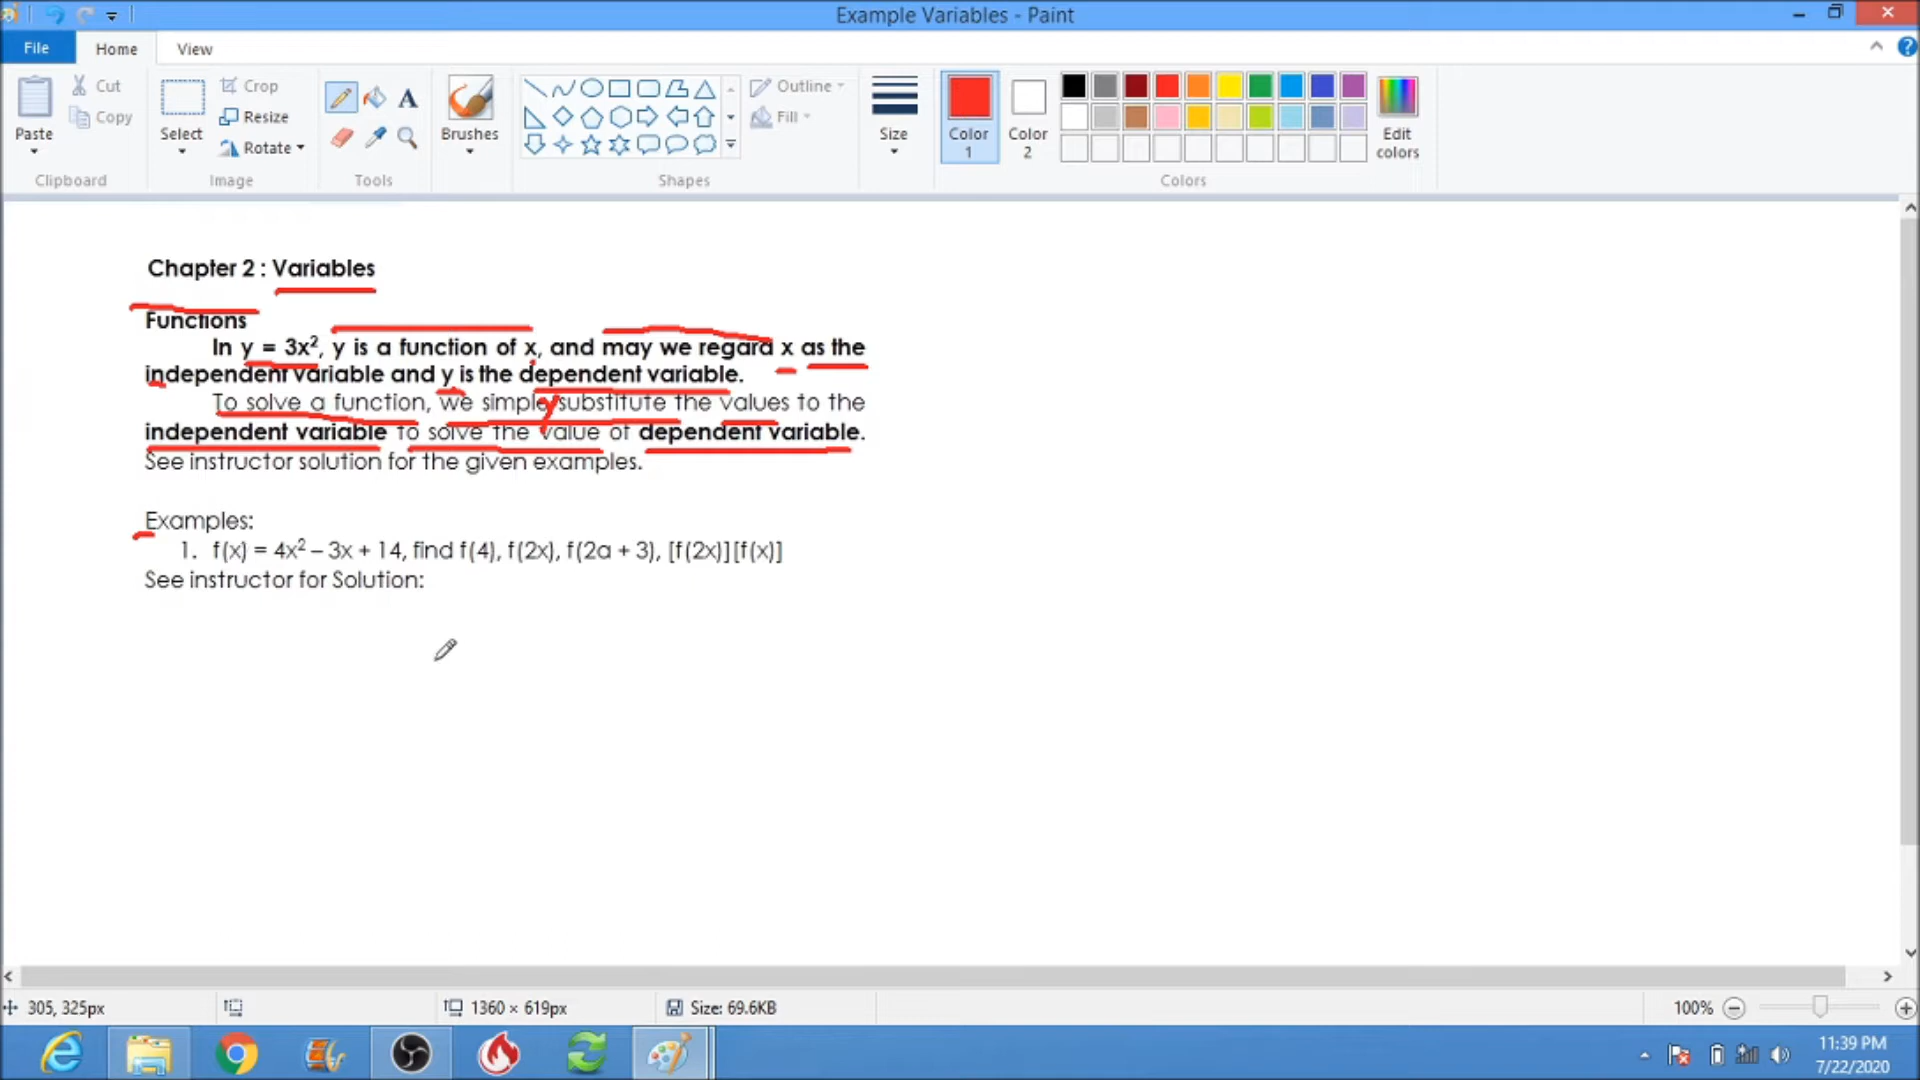 Example Variables - Paint
File
Home
View
Paste
Cut
Copy
Clipboard
Select
Crop
Resize
Rotate
Image
A
Tools
Brushes
Shapes
Outline
Fill
Size
Color 1
Color 2
Edit colors
Colors
Chapter 2 : Variables
Functions
In y = 3x², y is a function of x, and may we regard x as the
independent variable and y is the dependent variable.
To solve a function, we simple y substitute the values to the
independent variable to solve the value of dependent variable.
See instructor solution for the given examples.
Examples:
1. f(x) = 4x² – 3x + 14, find f(4), f(2x), f(2a + 3), [f(2x)][f(x)]
See instructor for Solution:
305, 325px
1360 × 619px
Size: 69.6KB
100%
11:39 PM
7/22/2020